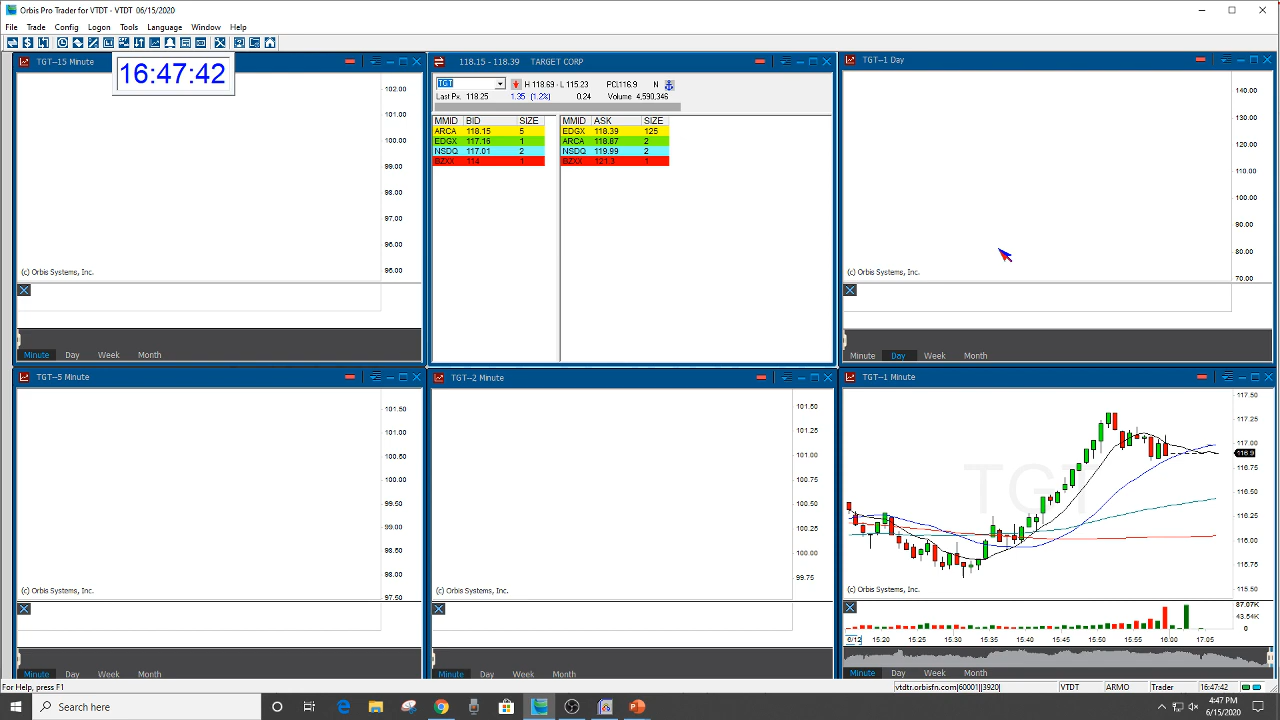 Orbis Pro Trader for VTDT - VTDT 06/15/2020
File Trade Config Logon Tools Language Window Help
TGT--15 Minute
16:47:42
102.00
101.00
100.00
99.00
98.00
97.00
96.00
95.00
(c) Orbis Systems, Inc.
Minute Day Week Month
118.15 - 118.39 TARGET CORP
TGT H 118.69 - L 115.23 PCL 116.9 N
Last Px. 118.25 1.35 (1.2%) 0.24 Volume 4,590,346
MMID BID SIZE MMID ASK SIZE
ARCA 118.15 5 EDGX 118.39 125
EDGX 117.16 1 ARCA 118.87 2
NSDQ 117.01 2 NSDQ 119.99 2
BZXX 114 1 BZXX 121.3 1
TGT--1 Day
140.00
130.00
120.00
110.00
100.00
90.00
80.00
70.00
(c) Orbis Systems, Inc.
Minute Day Week Month
TGT--5 Minute
101.50
101.00
100.50
100.00
99.50
99.00
98.50
98.00
97.50
(c) Orbis Systems, Inc.
Minute Day Week Month
TGT--2 Minute
101.50
101.25
101.00
100.75
100.50
100.25
100.00
99.75
(c) Orbis Systems, Inc.
Minute Day Week Month
TGT--1 Minute
TGT
117.50
117.25
117.00
116.9
116.75
116.50
116.25
116.00
115.75
115.50
(c) Orbis Systems, Inc.
87.07K
43.54K
0
6/12 15:20 15:25 15:30 15:35 15:40 15:45 15:50 15:55 16:00 17:05
Minute Day Week Month
For Help, press F1
vtdtr.orbisfn.com|60001||3920| VTDT ARMO Trader 16:47:42
Search here
4:47 PM
6/15/2020